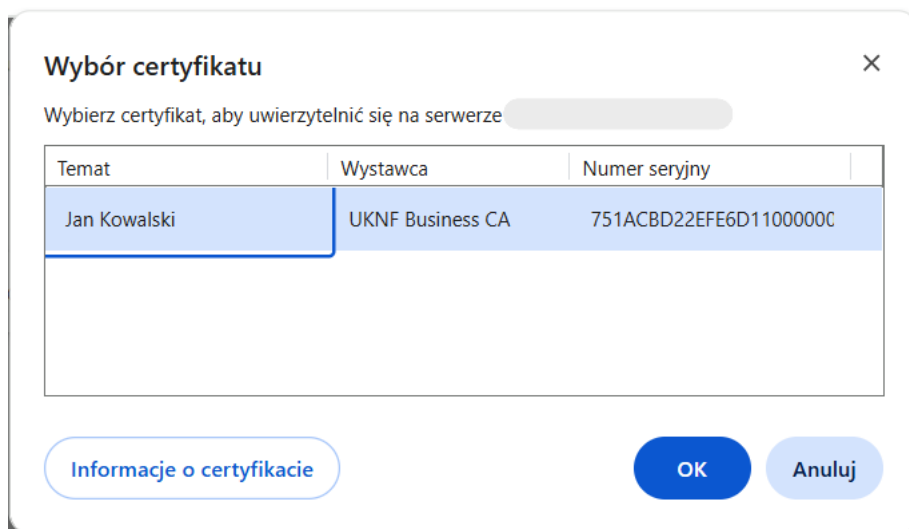 Wybór certyfikatu
Wybierz certyfikat, aby uwierzytelnić się na serwerze
Temat Wystawca Numer seryjny
Jan Kowalski UKNF Business CA 751ACBD22EFE6D11000000
Informacje o certyfikacie OK Anuluj